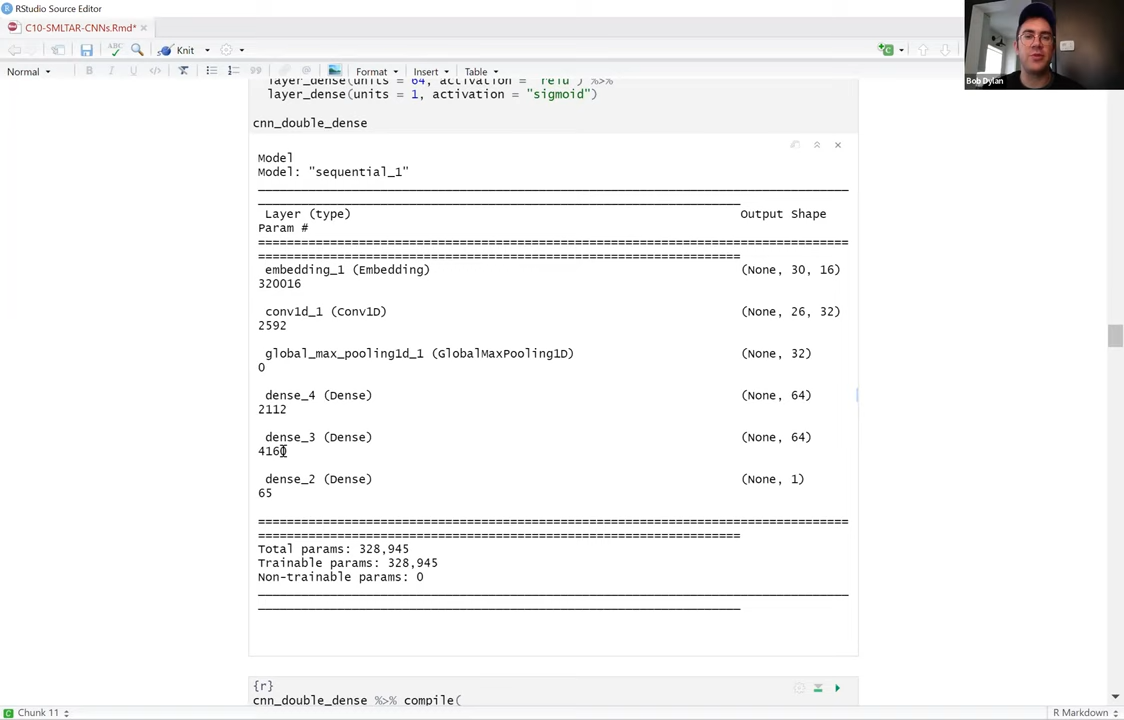 RStudio Source Editor
C10-SMLTAR-CNNs.Rmd*
ABC
Knit
Normal
B
I
U
Format
Insert
Table
Bob Dylan
layer_dense(units = 64, activation = "relu") %>%
layer_dense(units = 1, activation = "sigmoid")
cnn_double_dense
Model
Model: "sequential_1"
Layer (type) Output Shape
Param #
embedding_1 (Embedding) (None, 30, 16)
320016
conv1d_1 (Conv1D) (None, 26, 32)
2592
global_max_pooling1d_1 (GlobalMaxPooling1D) (None, 32)
0
dense_4 (Dense) (None, 64)
2112
dense_3 (Dense) (None, 64)
4160
dense_2 (Dense) (None, 1)
65
Total params: 328,945
Trainable params: 328,945
Non-trainable params: 0
{r}
cnn_double_dense %>% compile(
Chunk 11
R Markdown